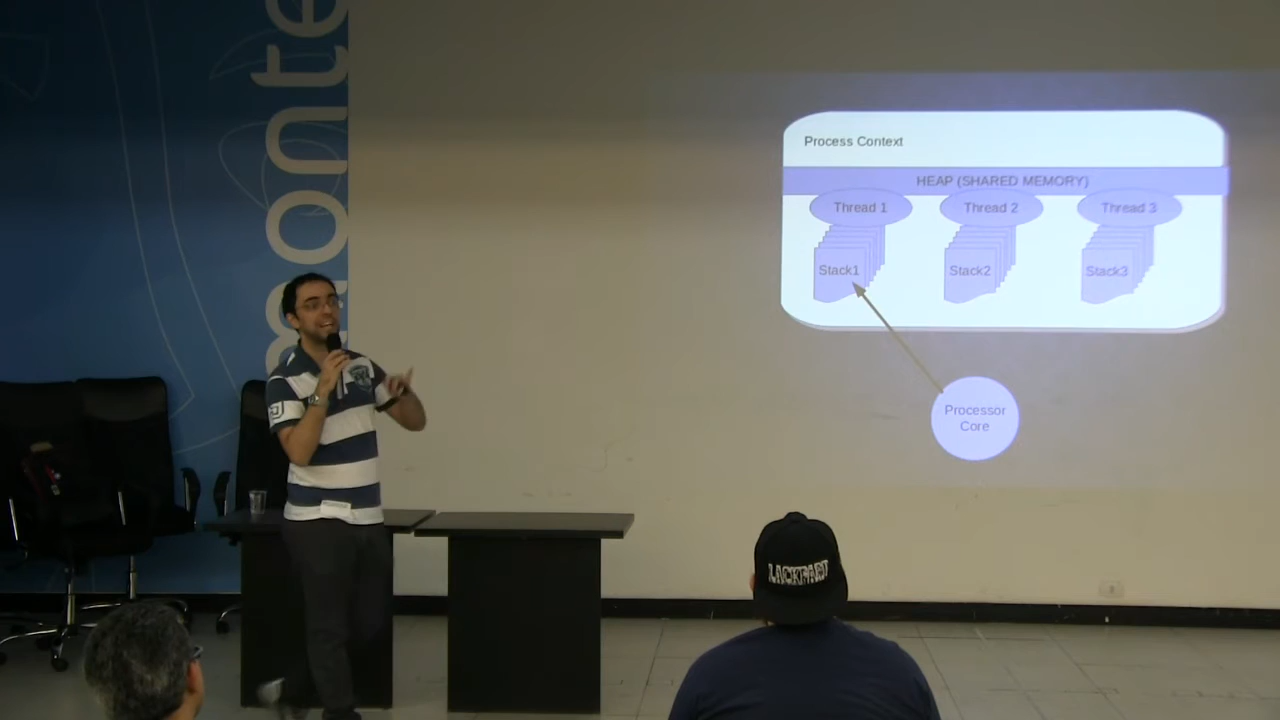 monte
Process Context
HEAP (SHARED MEMORY)
Thread 1
Thread 2
Thread 3
Stack1
Stack2
Stack3
Processor
Core